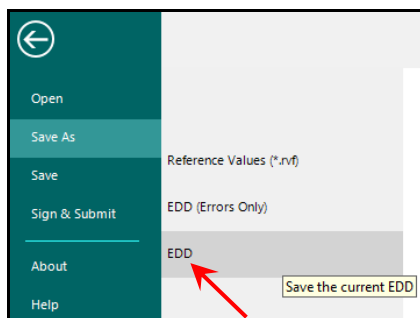 Open
Save As
Save
Sign & Submit
About
Help
Reference Values (*.rvf)
EDD (Errors Only)
EDD
Save the current EDD